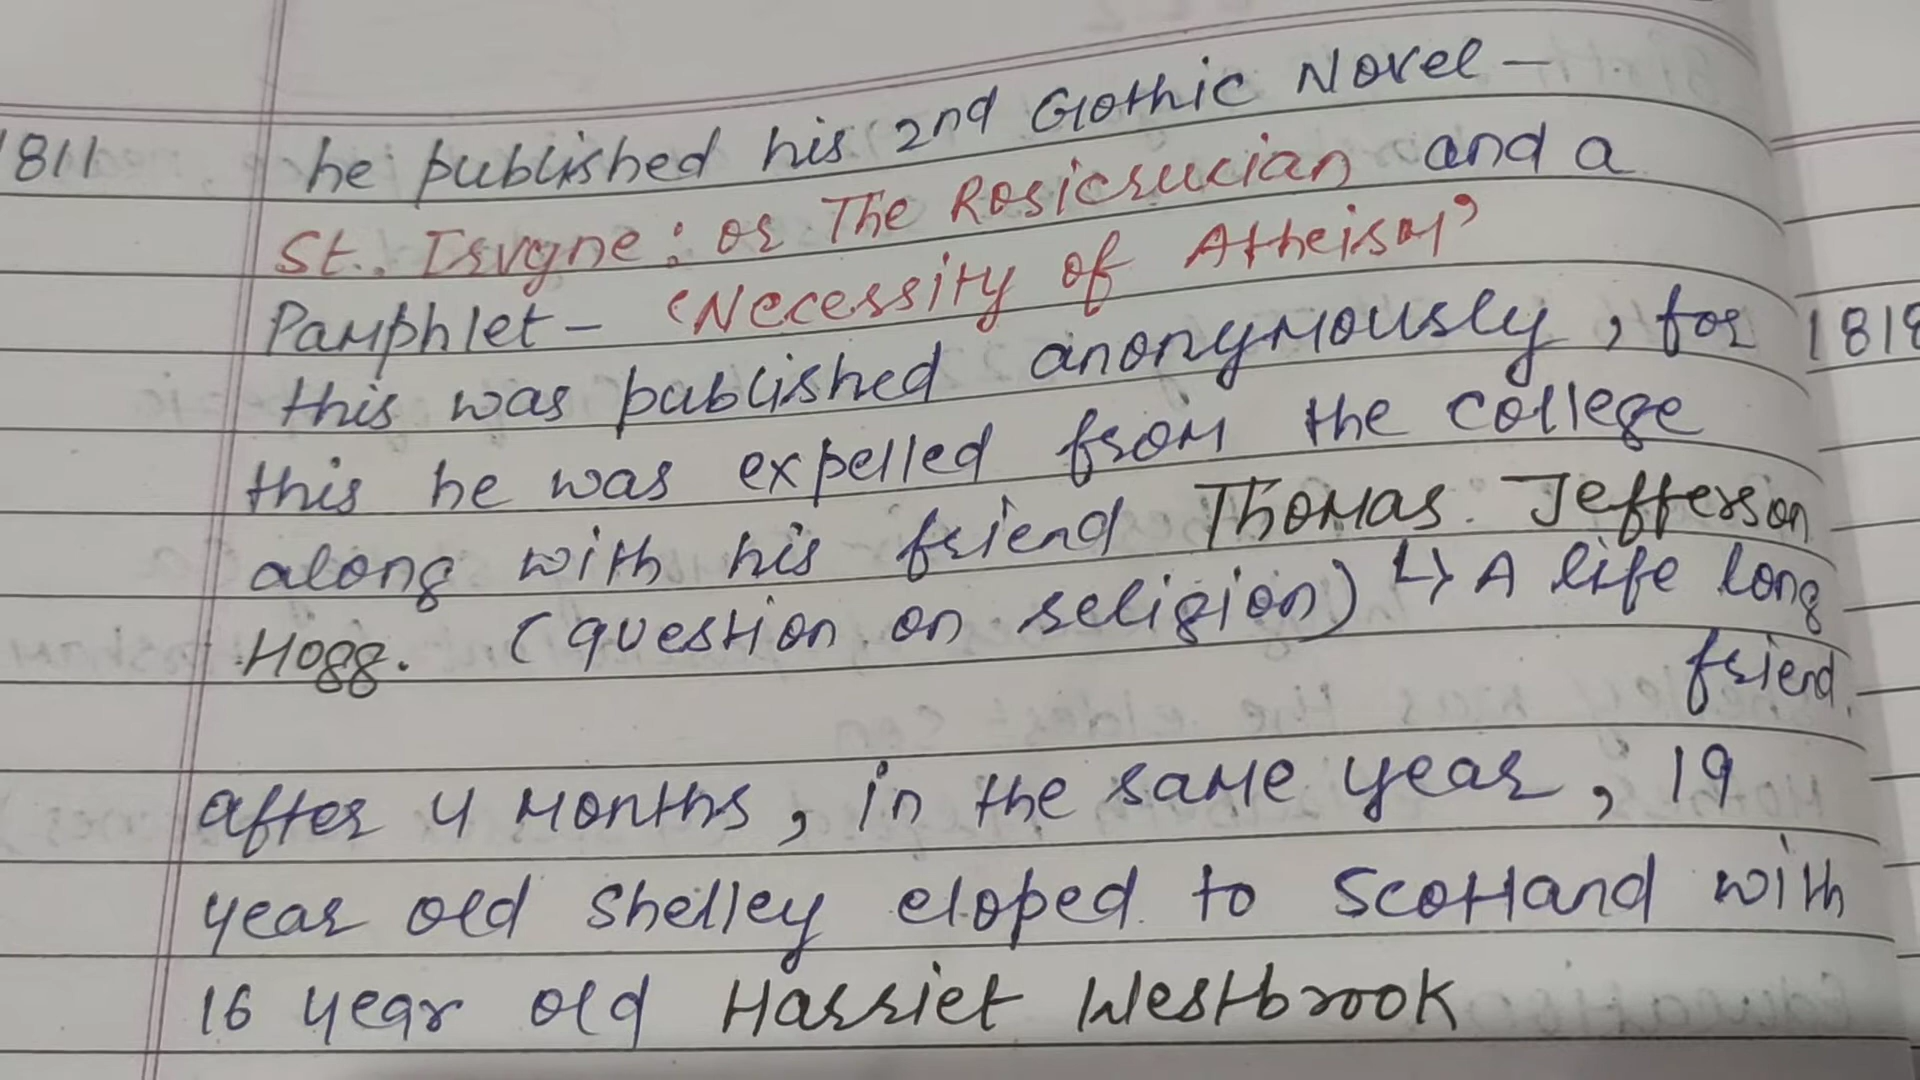 1811 he published his 2nd Gothic Novel –
St. Irvyne: or The Rosicrucian and a
Pamphlet – 'Necessity of Atheism'
this was published anonymously, for
this he was expelled from the college
along with his friend Thomas Jefferson
Hogg. (question on religion) ↳ A life long
friend.
after 4 months, in the same year, 19
year old Shelley eloped to Scotland with
16 year old Harriet Westbrook